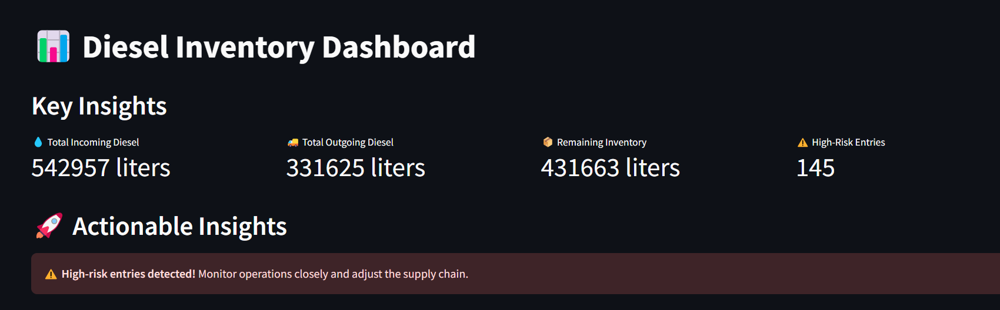 Diesel Inventory Dashboard
Key Insights
Total Incoming Diesel
542957 liters
Total Outgoing Diesel
331625 liters
Remaining Inventory
431663 liters
High-Risk Entries
145
Actionable Insights
High-risk entries detected! Monitor operations closely and adjust the supply chain.